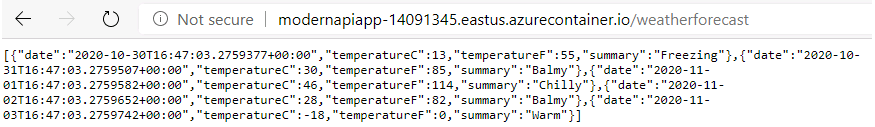 Not secure | modernapiapp-14091345.eastus.azurecontainer.io/weatherforecast
[{"date":"2020-10-30T16:47:03.2759377+00:00","temperatureC":13,"temperatureF":55,"summary":"Freezing"},{"date":"2020-10-
31T16:47:03.2759507+00:00","temperatureC":30,"temperatureF":85,"summary":"Balmy"},{"date":"2020-11-
01T16:47:03.2759582+00:00","temperatureC":46,"temperatureF":114,"summary":"Chilly"},{"date":"2020-11-
02T16:47:03.2759652+00:00","temperatureC":28,"temperatureF":82,"summary":"Balmy"},{"date":"2020-11-
03T16:47:03.2759742+00:00","temperatureC":-18,"temperatureF":0,"summary":"Warm"}]